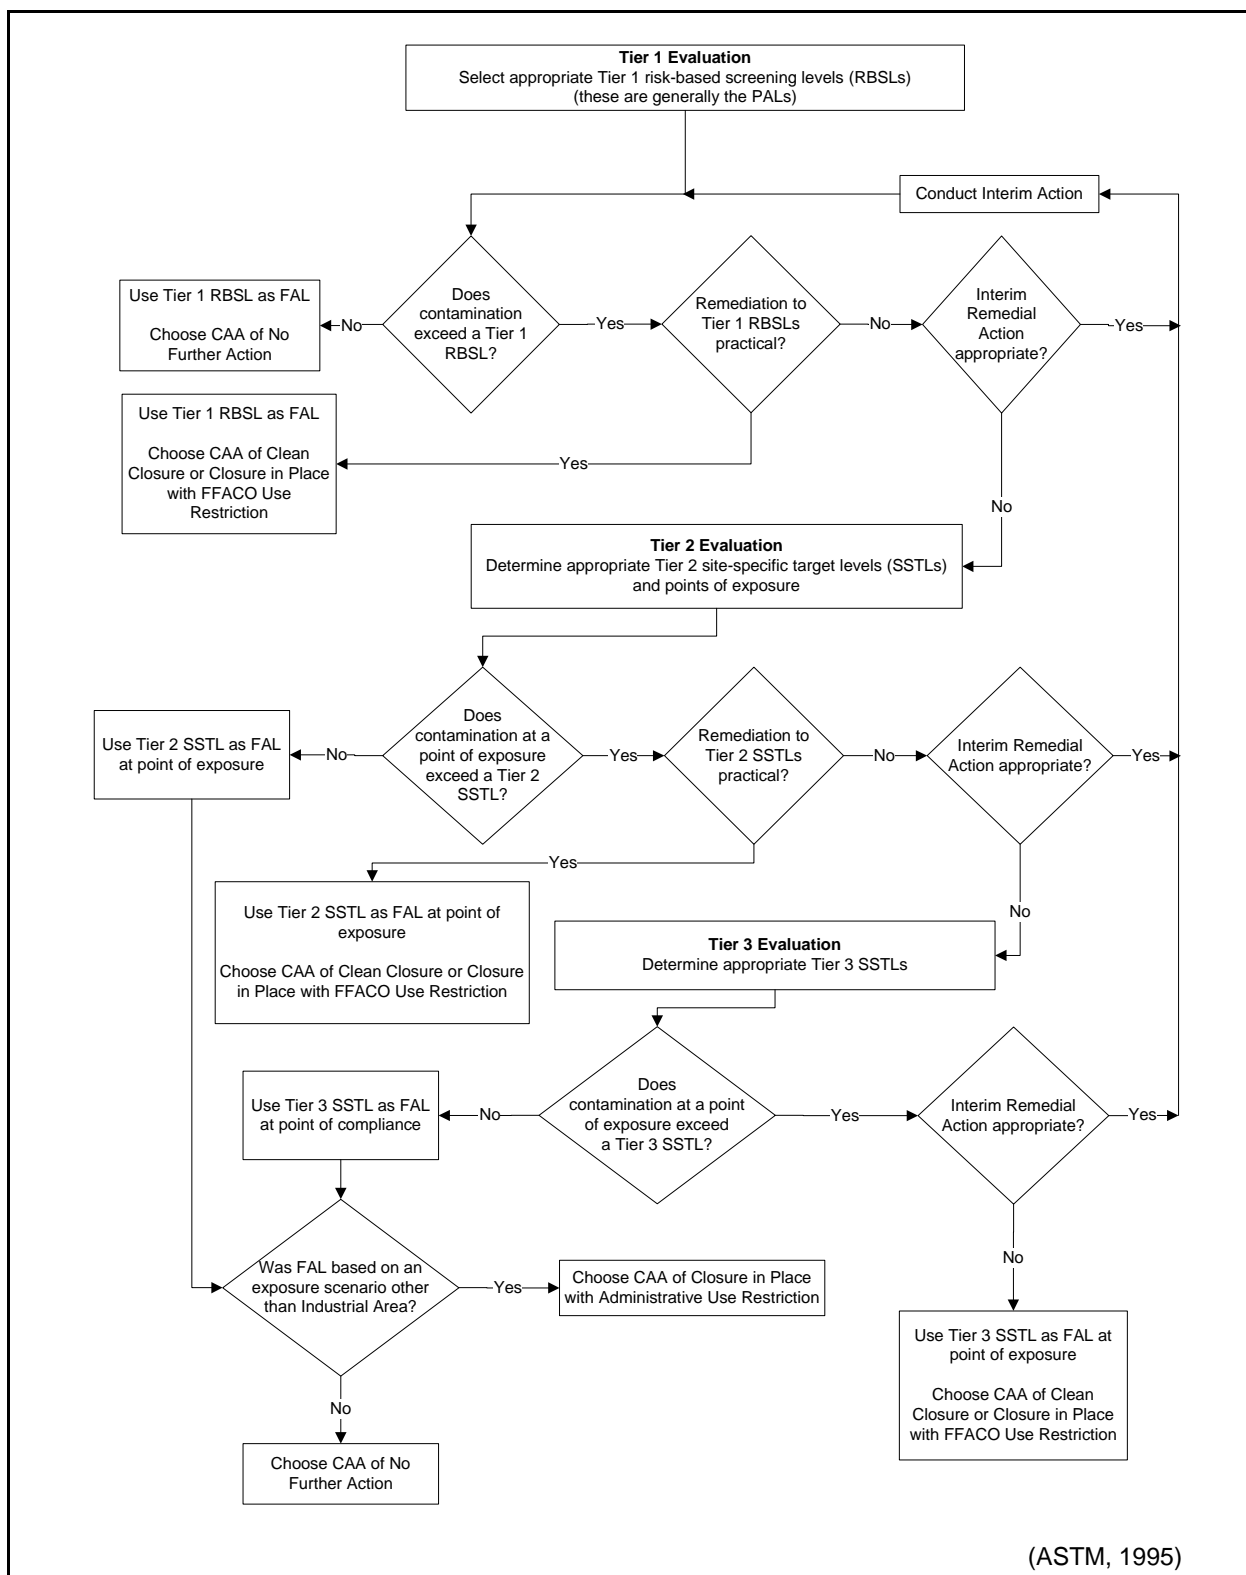 Tier 1 Evaluation
Select appropriate Tier 1 risk-based screening levels (RBSLs)
(these are generally the PALs)
Conduct Interim Action
Use Tier 1 RBSL as FAL
Choose CAA of No
Further Action
No
Does
contamination
exceed a Tier 1
RBSL?
Yes
Remediation to
Tier 1 RBSLs
practical?
No
Interim
Remedial
Action
appropriate?
Yes
Use Tier 1 RBSL as FAL
Choose CAA of Clean
Closure or Closure in Place
with FFACO Use
Restriction
Yes
No
Tier 2 Evaluation
Determine appropriate Tier 2 site-specific target levels (SSTLs)
and points of exposure
Use Tier 2 SSTL as FAL
at point of exposure
No
Does
contamination at a
point of exposure
exceed a Tier 2
SSTL?
Yes
Remediation to
Tier 2 SSTLs
practical?
No
Interim Remedial
Action appropriate?
Yes
Yes
Use Tier 2 SSTL as FAL at point of
exposure
Choose CAA of Clean Closure or Closure
in Place with FFACO Use Restriction
No
Tier 3 Evaluation
Determine appropriate Tier 3 SSTLs
Use Tier 3 SSTL as FAL
at point of compliance
No
Does
contamination at a point
of exposure exceed
a Tier 3 SSTL?
Yes
Interim Remedial
Action appropriate?
Yes
Was FAL based on an
exposure scenario other
than Industrial Area?
Yes
Choose CAA of Closure in Place
with Administrative Use Restriction
No
Use Tier 3 SSTL as FAL at
point of exposure
Choose CAA of Clean
Closure or Closure in Place
with FFACO Use Restriction
No
Choose CAA of No
Further Action
(ASTM, 1995)